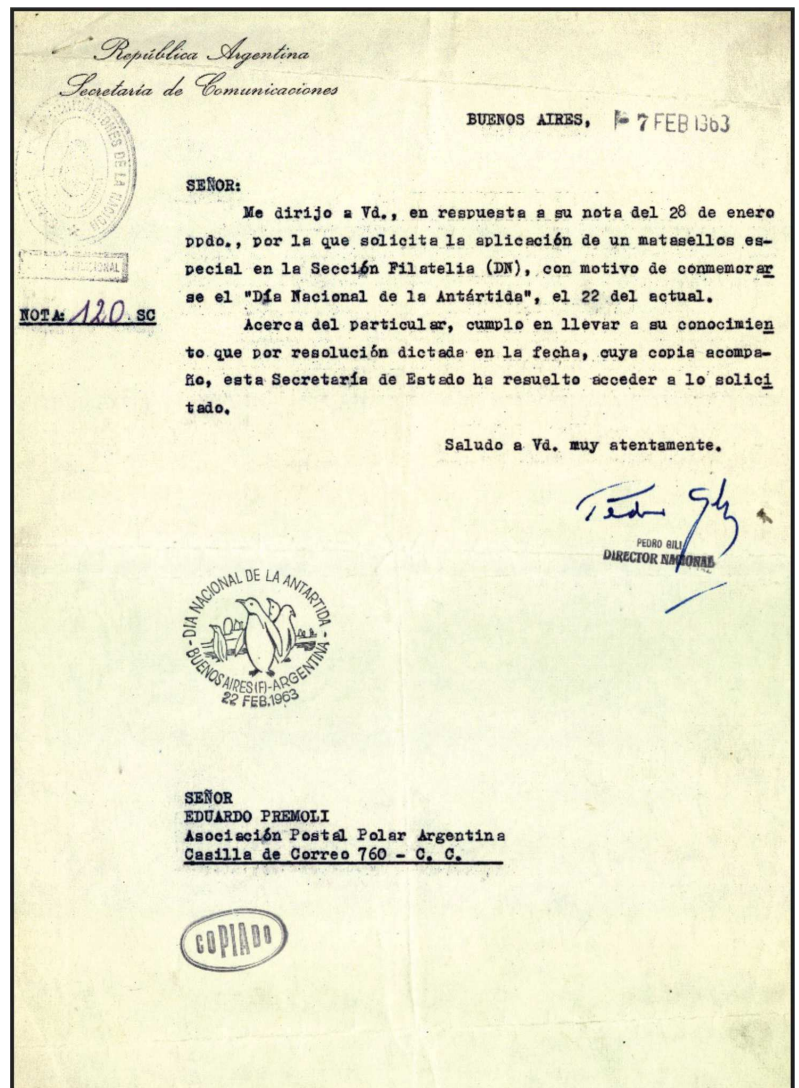 República Argentina
Secretaría de Comunicaciones
BUENOS AIRES, 7 FEB 1963
SEÑOR:
Me dirijo a Vd., en respuesta a su nota del 28 de enero
ppdo., por la que solicita la aplicación de un matasellos es-
pecial en la Sección Filatelia (DN), con motivo de conmemorar
se el "Día Nacional de la Antártida", el 22 del actual.
NOTA: 120. SC
Acerca del particular, cumplo en llevar a su conocimien
to que por resolución dictada en la fecha, cuya copia acompa-
ño, esta Secretaría de Estado ha resuelto acceder a lo solici
tado.
Saludo a Vd. muy atentamente.
PEDRO GILI
DIRECTOR NACIONAL
- DIA NACIONAL DE LA ANTARTIDA -
BUENOS AIRES (F) - ARGENTINA
22 FEB. 1963
SEÑOR
EDUARDO PREMOLI
Asociación Postal Polar Argentina
Casilla de Correo 760 - C. C.
COPIADO